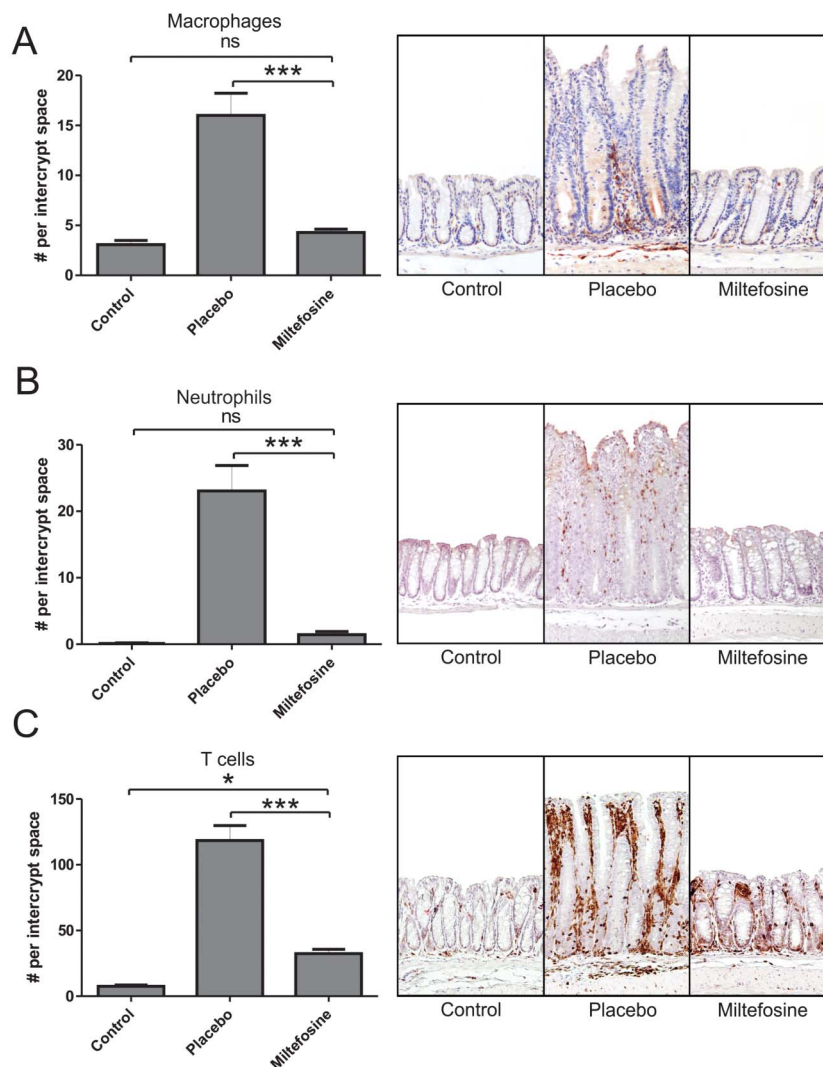 A
Macrophages
ns
***
# per intercrypt space
20
15
10
5
0
Control
Placebo
Miltefosine
Control
Placebo
Miltefosine
B
Neutrophils
ns
***
# per intercrypt space
30
20
10
0
Control
Placebo
Miltefosine
Control
Placebo
Miltefosine
C
T cells
*
***
# per intercrypt space
150
100
50
0
Control
Placebo
Miltefosine
Control
Placebo
Miltefosine